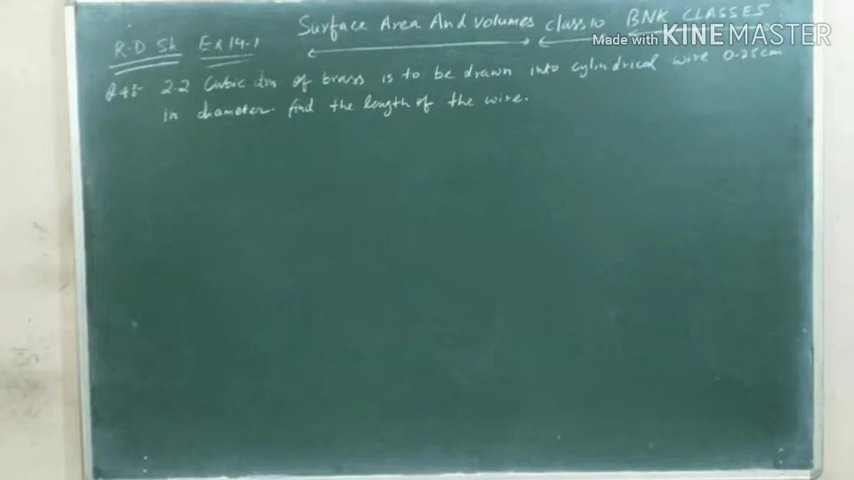 Surface Area And Volumes class 10 BNK CLASSES
Made with KINEMASTER
R.D Sh Ex 14.1
2.2 Cubic dm of brass is to be drawn into cylindrical wire 0.25cm
in diameter. find the length of the wire.